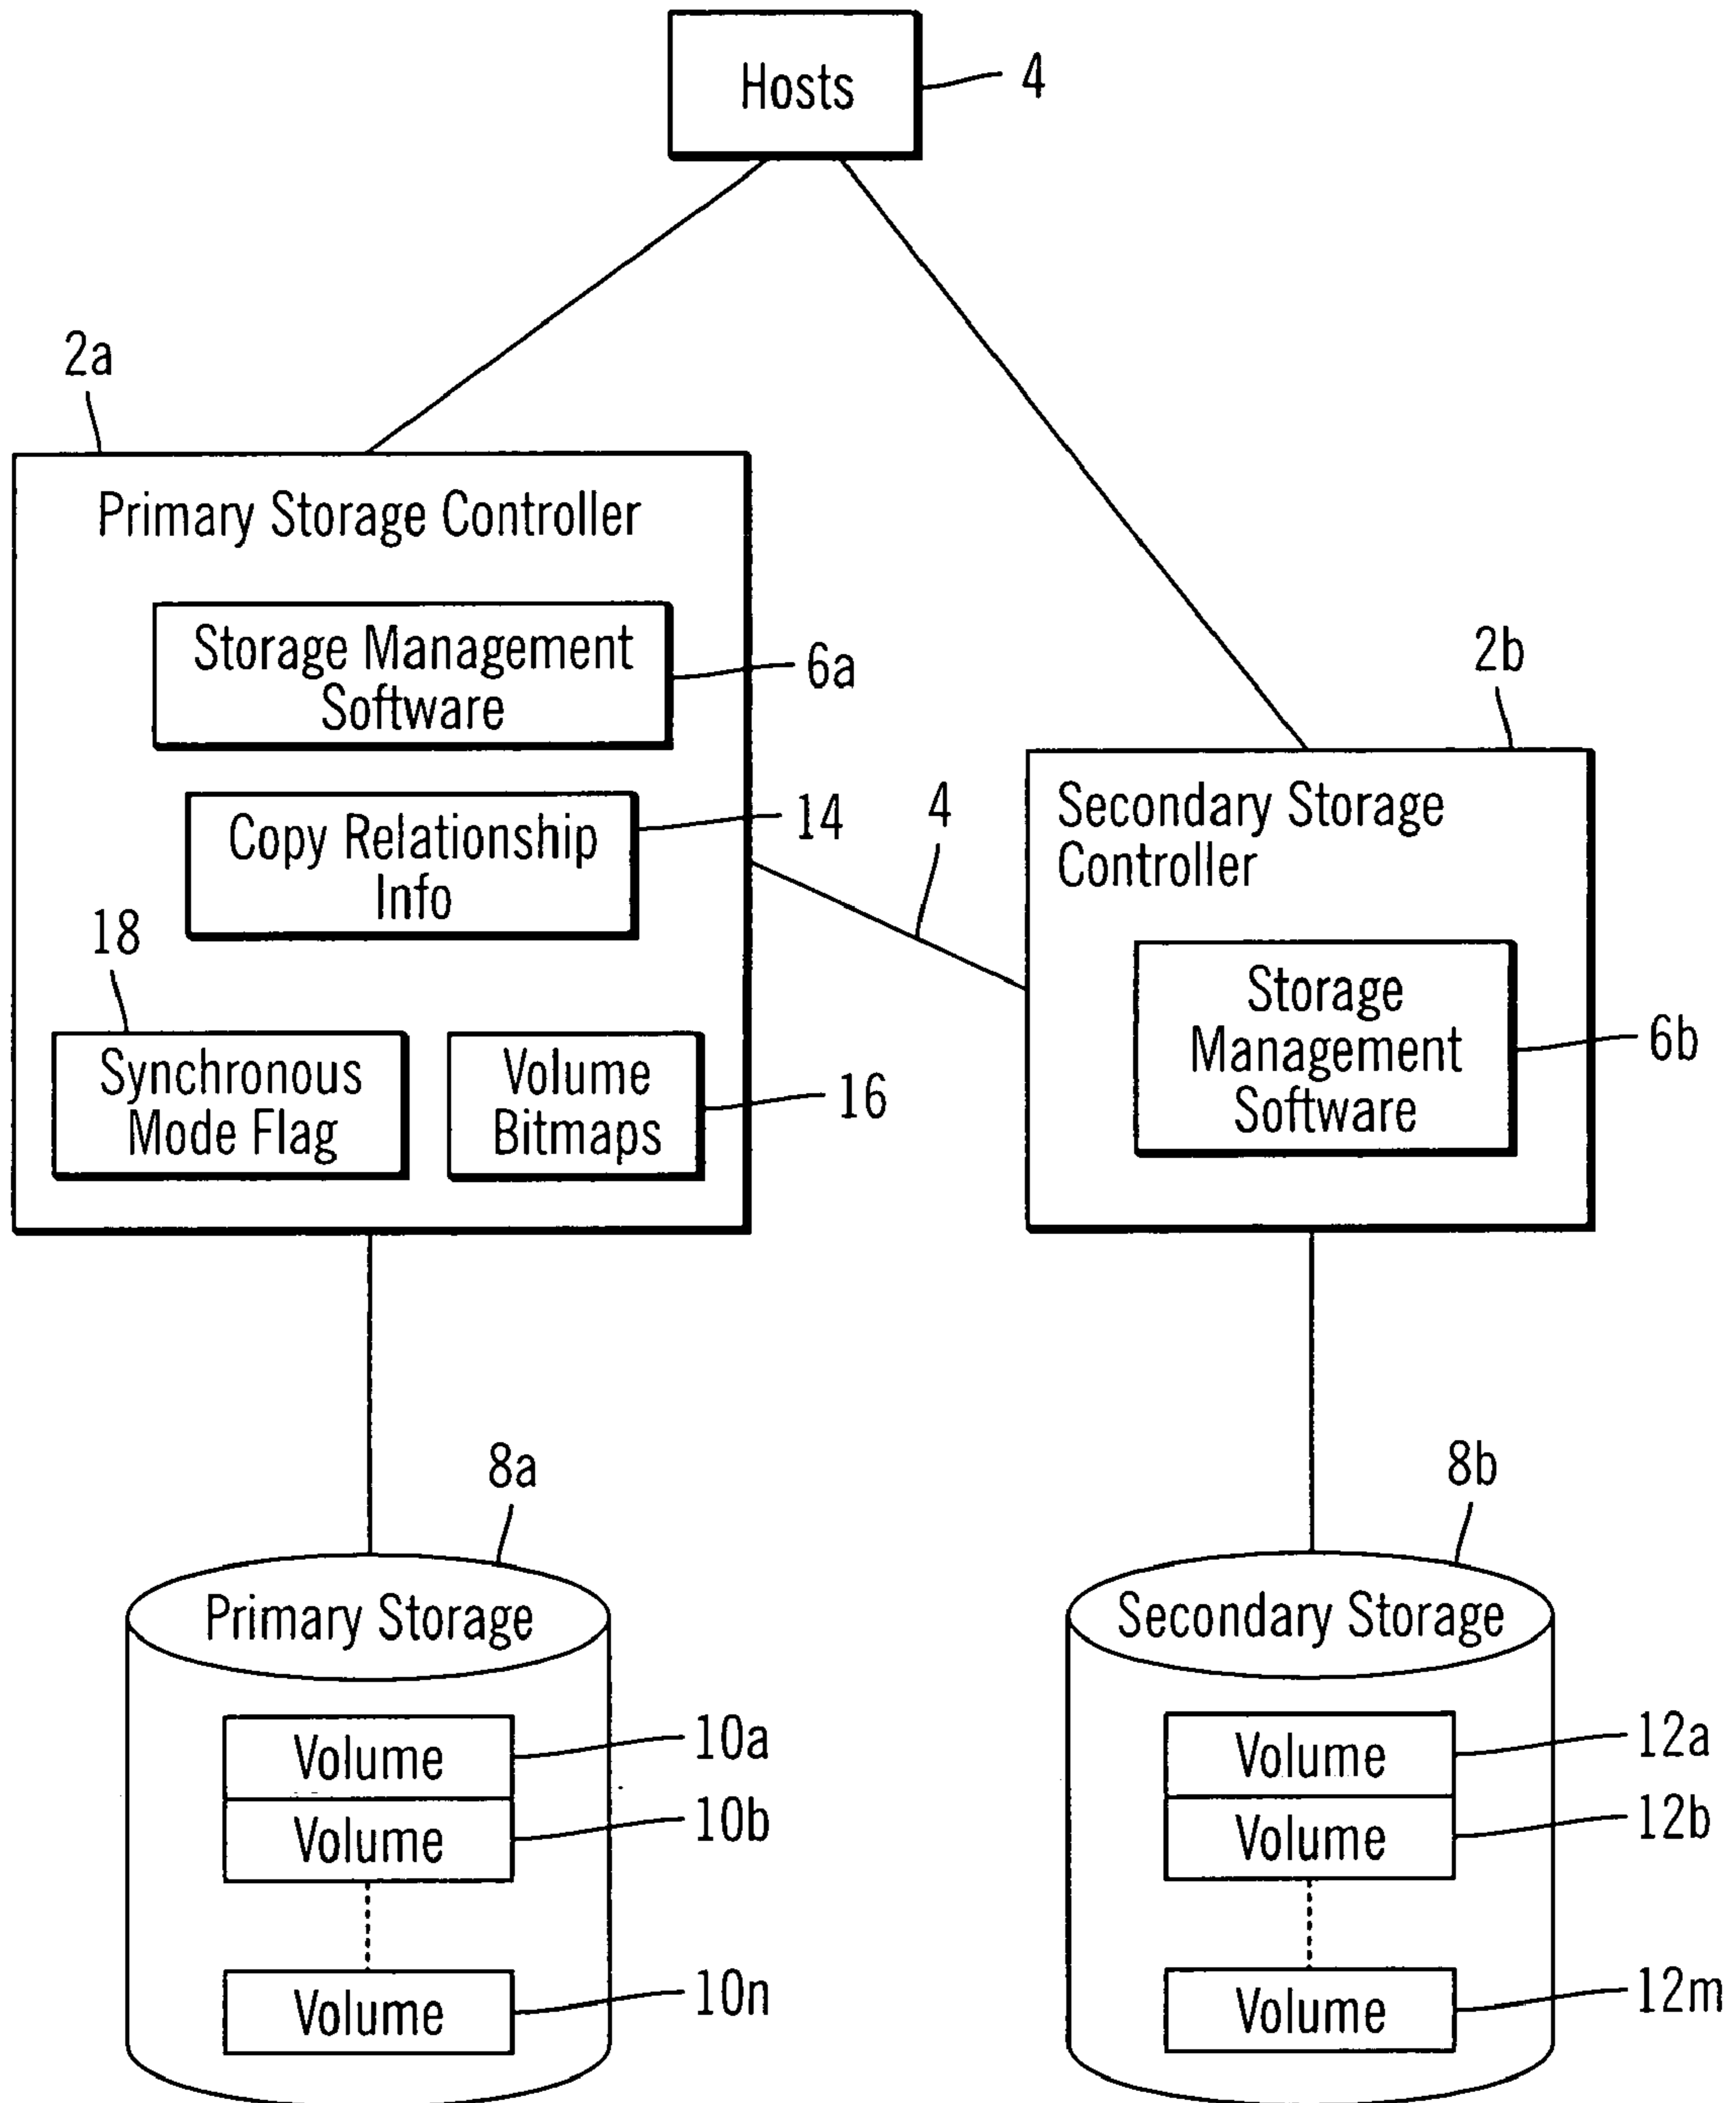 Hosts
4
2a
Primary Storage Controller
Storage Management
Software
6a
Copy Relationship
Info
14
18
Synchronous
Mode Flag
Volume
Bitmaps
16
4
2b
Secondary Storage
Controller
Storage
Management
Software
6b
8a
Primary Storage
Volume
10a
Volume
10b
Volume
10n
8b
Secondary Storage
Volume
12a
Volume
12b
Volume
12m